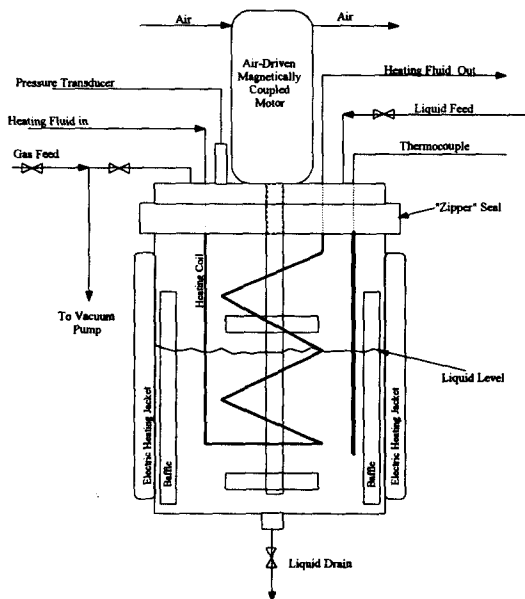 Air
Air
Air-Driven
Magnetically
Coupled
Motor
Heating Fluid Out
Pressure Transducer
Liquid Feed
Heating Fluid in
Thermocouple
Gas Feed
"Zipper" Seal
Heating Coil
To Vacuum
Pump
Liquid Level
Electric Heating Jacket
Baffle
Baffle
Electric Heating Jacket
Liquid Drain